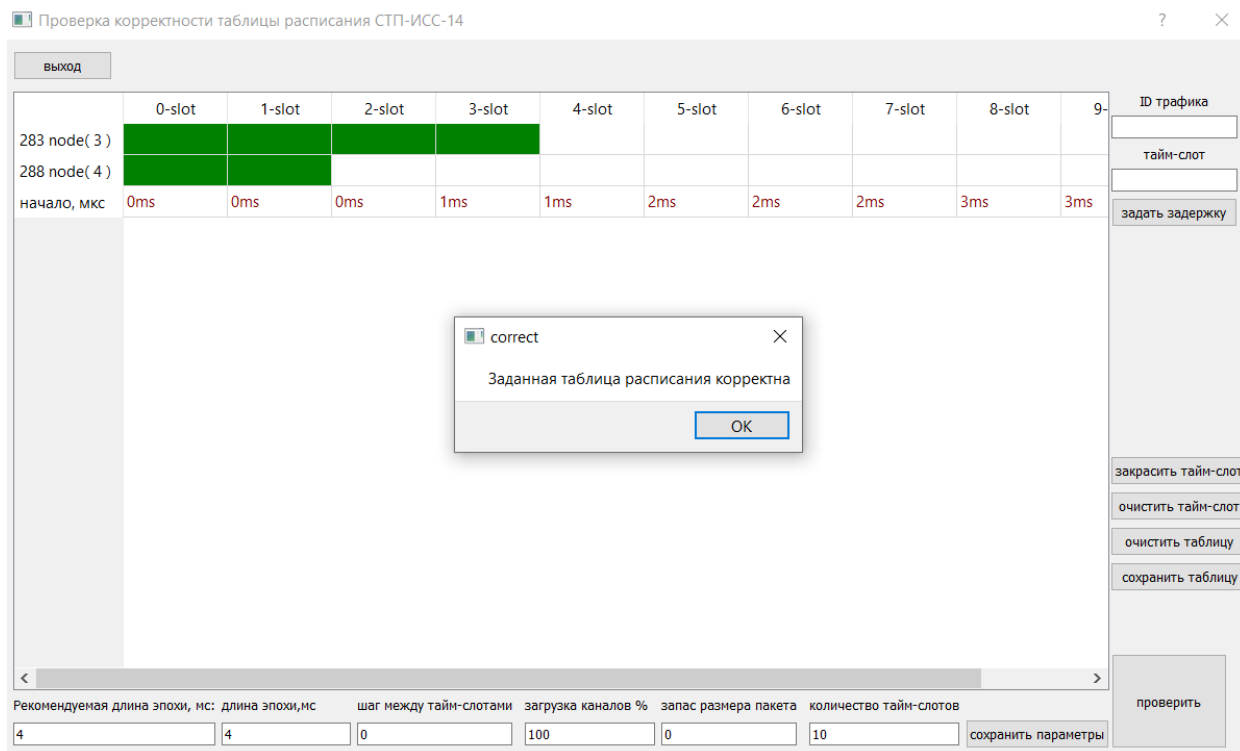 Проверка корректности таблицы расписания СТП-ИСС-14
?
выход
0-slot 1-slot 2-slot 3-slot 4-slot 5-slot 6-slot 7-slot 8-slot 9-
283 node( 3 )
288 node( 4 )
начало, мкс 0ms 0ms 0ms 1ms 1ms 2ms 2ms 2ms 3ms 3ms
ID трафика
тайм-слот
задать задержку
correct
Заданная таблица расписания корректна
OK
закрасить тайм-слот
очистить тайм-слот
очистить таблицу
сохранить таблицу
проверить
Рекомендуемая длина эпохи, мс: длина эпохи,мс шаг между тайм-слотами загрузка каналов % запас размера пакета количество тайм-слотов
4 4 0 100 0 10 сохранить параметры